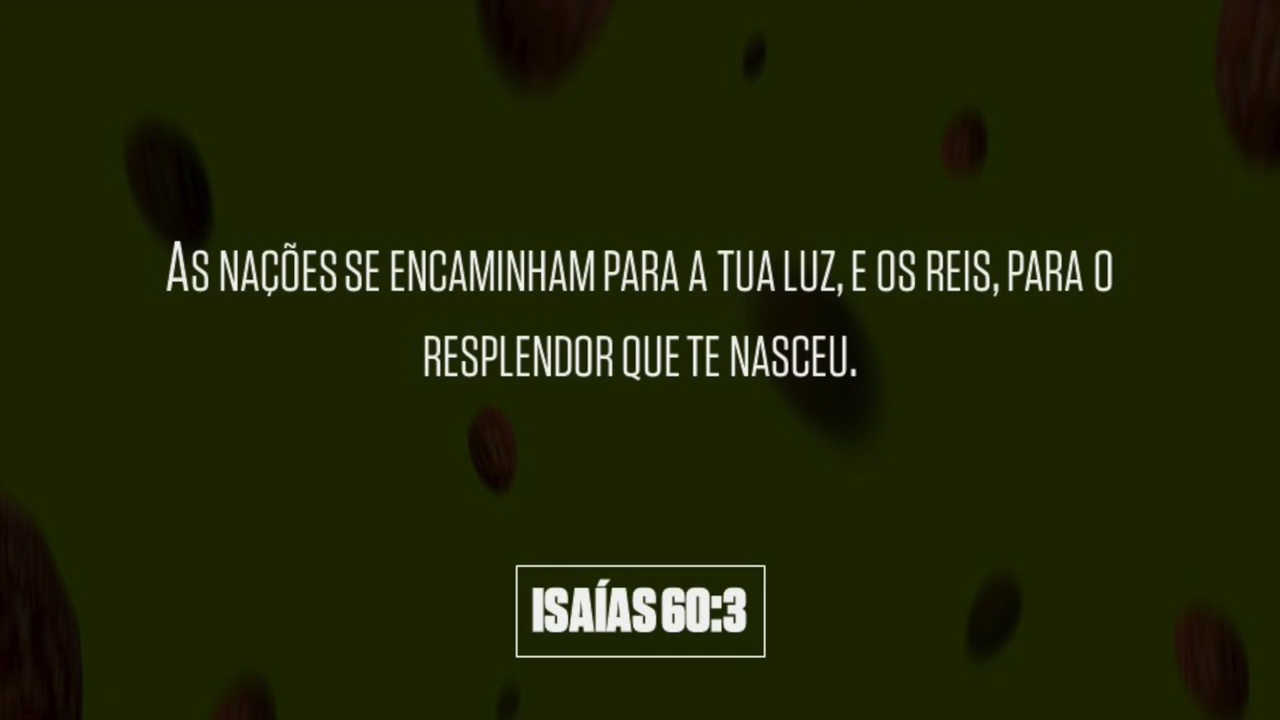 As nações se encaminham para a tua luz, e os reis, para o
resplendor que te nasceu.
ISAÍAS 60:3